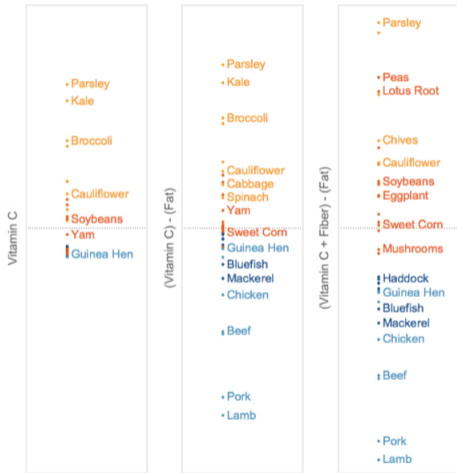 Vitamin C
Parsley
Kale
Broccoli
Cauliflower
Soybeans
Yam
Guinea Hen
(Vitamin C) - (Fat)
Parsley
Kale
Broccoli
Cauliflower
Cabbage
Spinach
Yam
Sweet Corn
Guinea Hen
Bluefish
Mackerel
Chicken
Beef
Pork
Lamb
(Vitamin C + Fiber) - (Fat)
Parsley
Peas
Lotus Root
Chives
Cauliflower
Soybeans
Eggplant
Sweet Corn
Mushrooms
Haddock
Guinea Hen
Bluefish
Mackerel
Chicken
Beef
Pork
Lamb